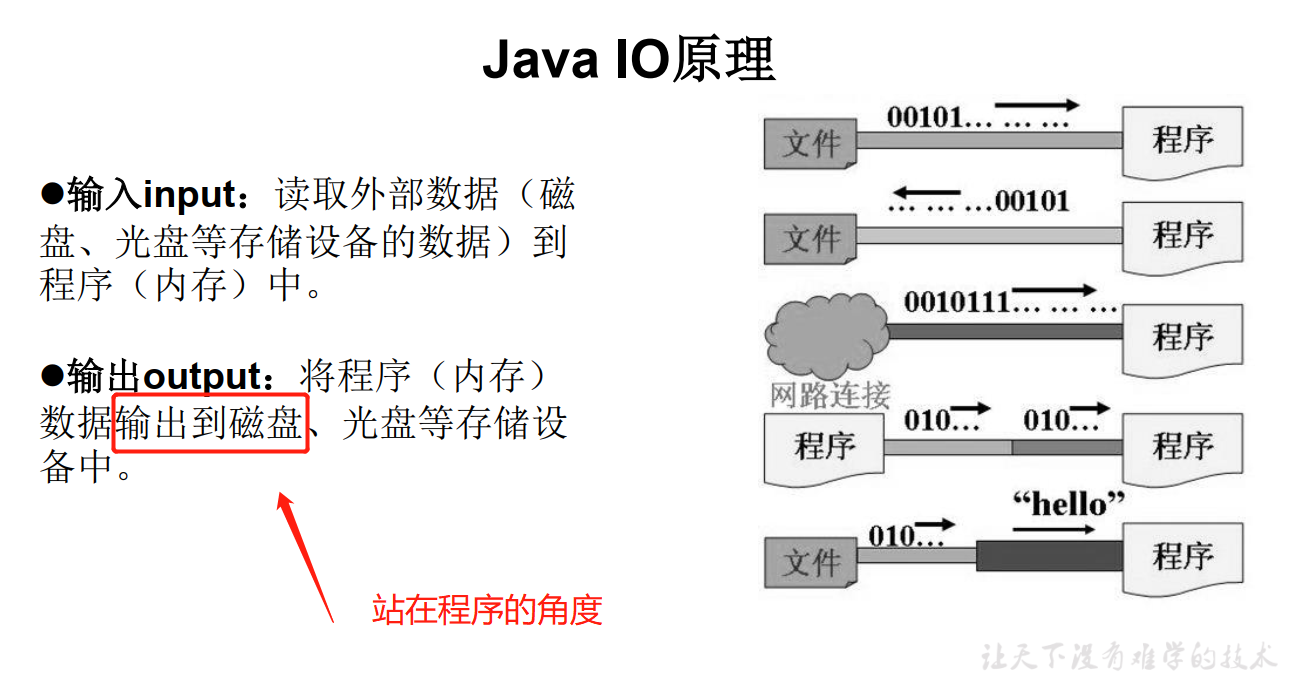 Java IO原理
●输入input：读取外部数据（磁
盘、光盘等存储设备的数据）到
程序（内存）中。
●输出output：将程序（内存）
数据输出到磁盘、光盘等存储设
备中。
站在程序的角度
00101… … …
文件
程序
… … …00101
文件
程序
0010111… … …
程序
网路连接
010…
010…
程序
程序
“hello”
010…
文件
程序
让天下没有难学的技术